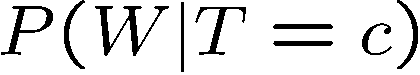 P(W|T = c)